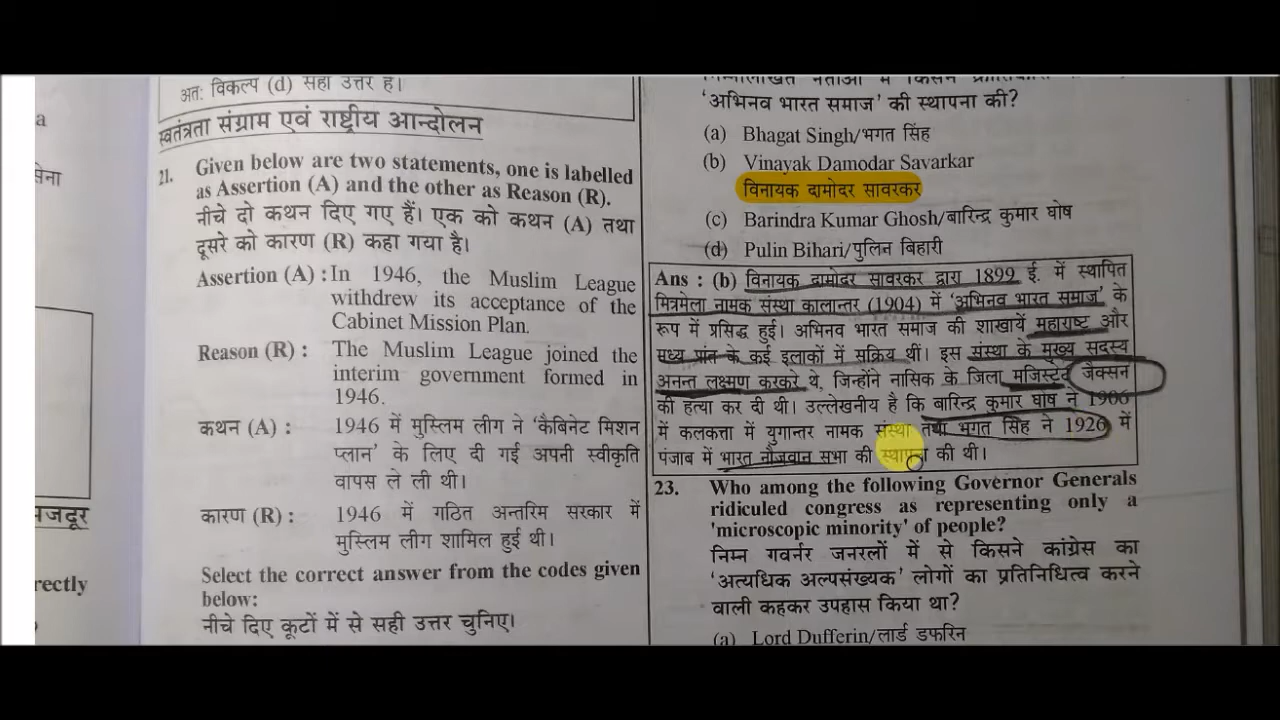 a
सेना
मजदूर
rectly
अत: विकल्प (d) सही उत्तर है।
स्वतंत्रता संग्राम एवं राष्ट्रीय आन्दोलन
21. Given below are two statements, one is labelled
as Assertion (A) and the other as Reason (R).
नीचे दो कथन दिए गए हैं। एक को कथन (A) तथा
दूसरे को कारण (R) कहा गया है।
Assertion (A) : In 1946, the Muslim League
withdrew its acceptance of the
Cabinet Mission Plan.
Reason (R) : The Muslim League joined the
interim government formed in
1946.
कथन (A) : 1946 में मुस्लिम लीग ने ‘कैबिनेट मिशन
प्लान’ के लिए दी गई अपनी स्वीकृति
वापस ले ली थी।
कारण (R) : 1946 में गठित अन्तरिम सरकार में
मुस्लिम लीग शामिल हुई थी।
Select the correct answer from the codes given
below:
नीचे दिए कूटों में से सही उत्तर चुनिए।
निम्नलिखित नेताओं में किसने
‘अभिनव भारत समाज’ की स्थापना की?
(a) Bhagat Singh/भगत सिंह
(b) Vinayak Damodar Savarkar
विनायक दामोदर सावरकर
(c) Barindra Kumar Ghosh/बारिन्द्र कुमार घोष
(d) Pulin Bihari/पुलिन बिहारी
Ans : (b) विनायक दामोदर सावरकर द्वारा 1899 ई. में स्थापित
मित्रमेला नामक संस्था कालान्तर (1904) में ‘अभिनव भारत समाज’ के
रूप में प्रसिद्ध हुई। अभिनव भारत समाज की शाखायें महाराष्ट और
मध्य प्रांत के कई इलाकों में सक्रिय थीं। इस संस्था के मुख्य सदस्य
अनन्त लक्ष्मण करकरे थे, जिन्होंने नासिक के जिला मजिस्ट्रेट जैक्सन
की हत्या कर दी थी। उल्लेखनीय है कि बारिन्द्र कुमार घोष ने 1906
में कलकत्ता में युगान्तर नामक संस्था तथा भगत सिंह ने 1926 में
पंजाब में भारत नौजवान सभा की स्थापना की थी।
23. Who among the following Governor Generals
ridiculed congress as representing only a
'microscopic minority' of people?
निम्न गवर्नर जनरलों में से किसने कांग्रेस का
‘अत्यधिक अल्पसंख्यक’ लोगों का प्रतिनिधित्व करने
वाली कहकर उपहास किया था?
(a) Lord Dufferin/लार्ड डफरिन